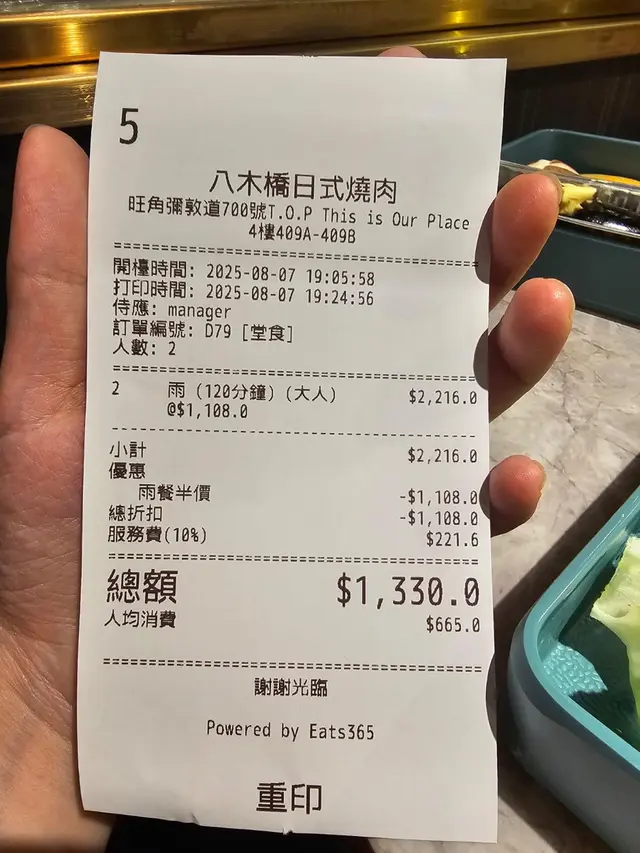 5
八木橋日式燒肉
旺角彌敦道700號T.O.P This is Our Place
4樓409A-409B
開檯時間: 2025-08-07 19:05:58
打印時間: 2025-08-07 19:24:56
侍應: manager
訂單編號: D79 [堂食]
人數: 2
2 雨 (120分鐘) (大人) $2,216.0
@$1,108.0
小計 $2,216.0
優惠
雨餐半價 -$1,108.0
總折扣 -$1,108.0
服務費(10%) $221.6
總額 $1,330.0
人均消費 $665.0
謝謝光臨
Powered by Eats365
重印